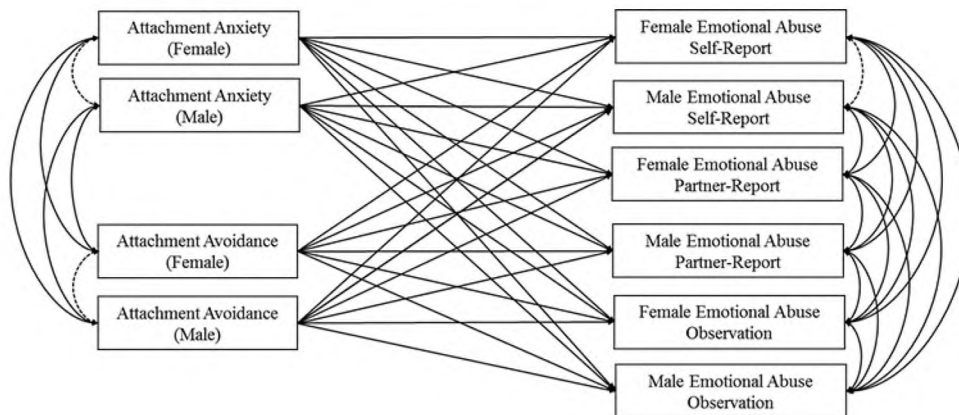 Attachment Anxiety
(Female)
Attachment Anxiety
(Male)
Attachment Avoidance
(Female)
Attachment Avoidance
(Male)
Female Emotional Abuse
Self-Report
Male Emotional Abuse
Self-Report
Female Emotional Abuse
Partner-Report
Male Emotional Abuse
Partner-Report
Female Emotional Abuse
Observation
Male Emotional Abuse
Observation